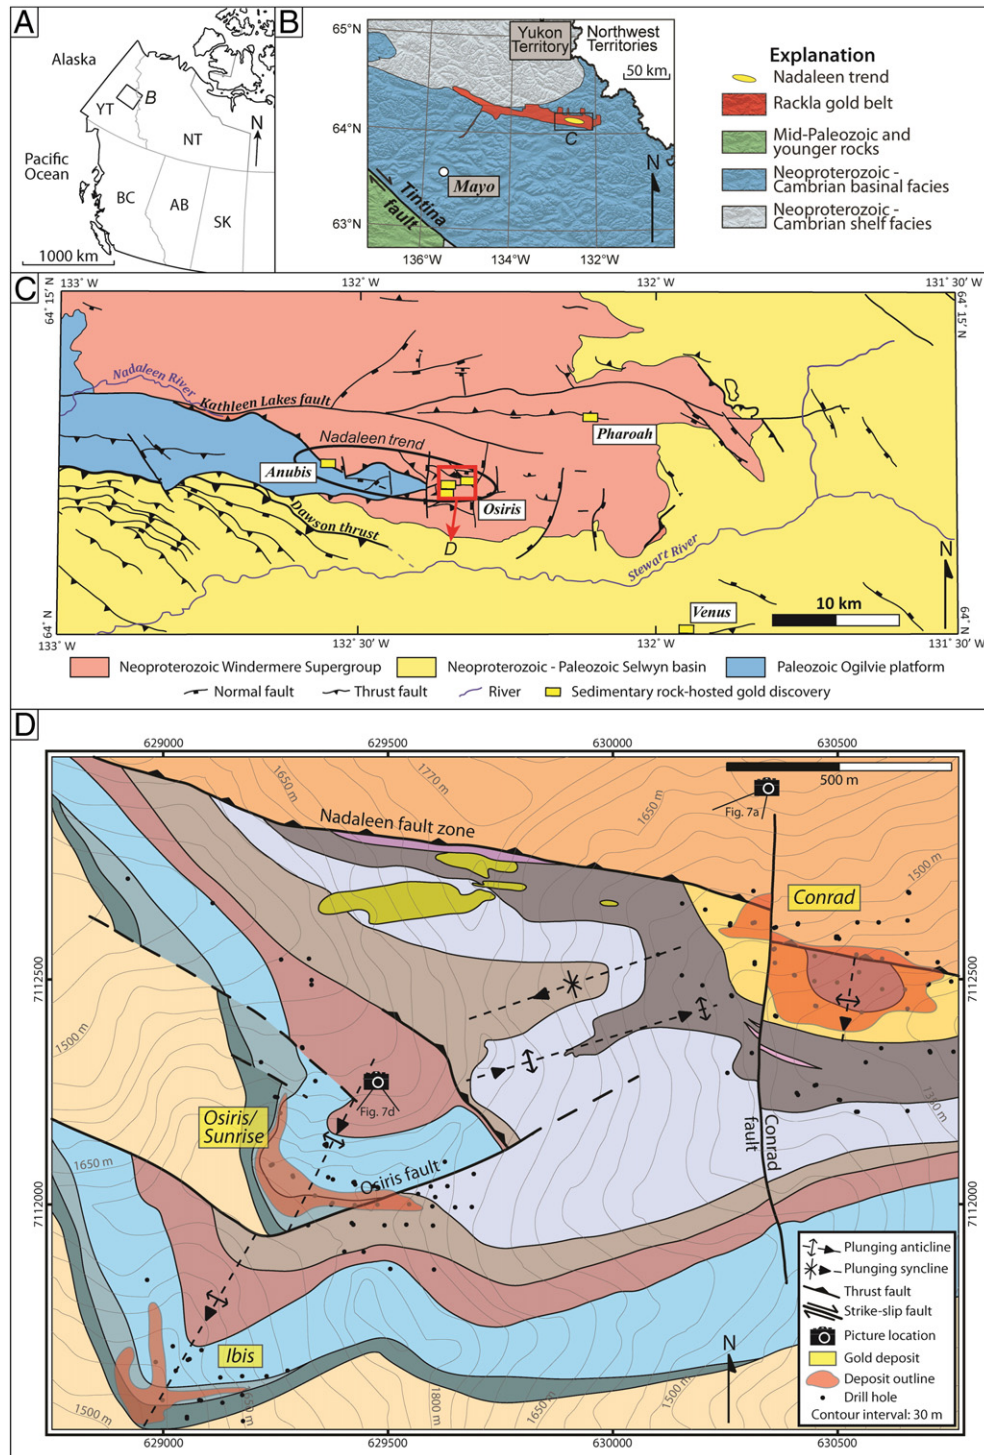 A
Alaska
YT
B
NT
N
Pacific
Ocean
BC
AB
SK
1000 km
B
65°N
64°N
63°N
Yukon
Territory
Northwest
Territories
50 km
C
Mayo
Tintina
fault
N
136°W
134°W
132°W
Explanation
Nadaleen trend
Rackla gold belt
Mid-Paleozoic and
younger rocks
Neoproterozoic -
Cambrian basinal facies
Neoproterozoic -
Cambrian shelf facies
C
133° W
132° W
132° W
131° 30' W
64° 15' N
64° 15' N
Nadaleen River
Kathleen Lakes fault
Nadaleen trend
Pharoah
Anubis
Osiris
Dawson thrust
D
Stewart River
N
Venus
10 km
64° N
64° N
133° W
132° 30' W
132° W
131° 30' W
Neoproterozoic Windermere Supergroup
Neoproterozoic - Paleozoic Selwyn basin
Paleozoic Ogilvie platform
Normal fault
Thrust fault
River
Sedimentary rock-hosted gold discovery
D
629000
629500
630000
630500
1650 m
1770 m
1650 m
500 m
Fig. 7a
Nadaleen fault zone
1500 m
Conrad
7112500
7112500
1500 m
Fig. 7d
Osiris/
Sunrise
1350 m
Osiris fault
Conrad
fault
1650 m
7112000
7112000
Ibis
N
1500 m
1650 m
1800 m
1650 m
1500 m
Plunging anticline
Plunging syncline
Thrust fault
Strike-slip fault
Picture location
Gold deposit
Deposit outline
Drill hole
Contour interval: 30 m
629000
629500
630000
630500